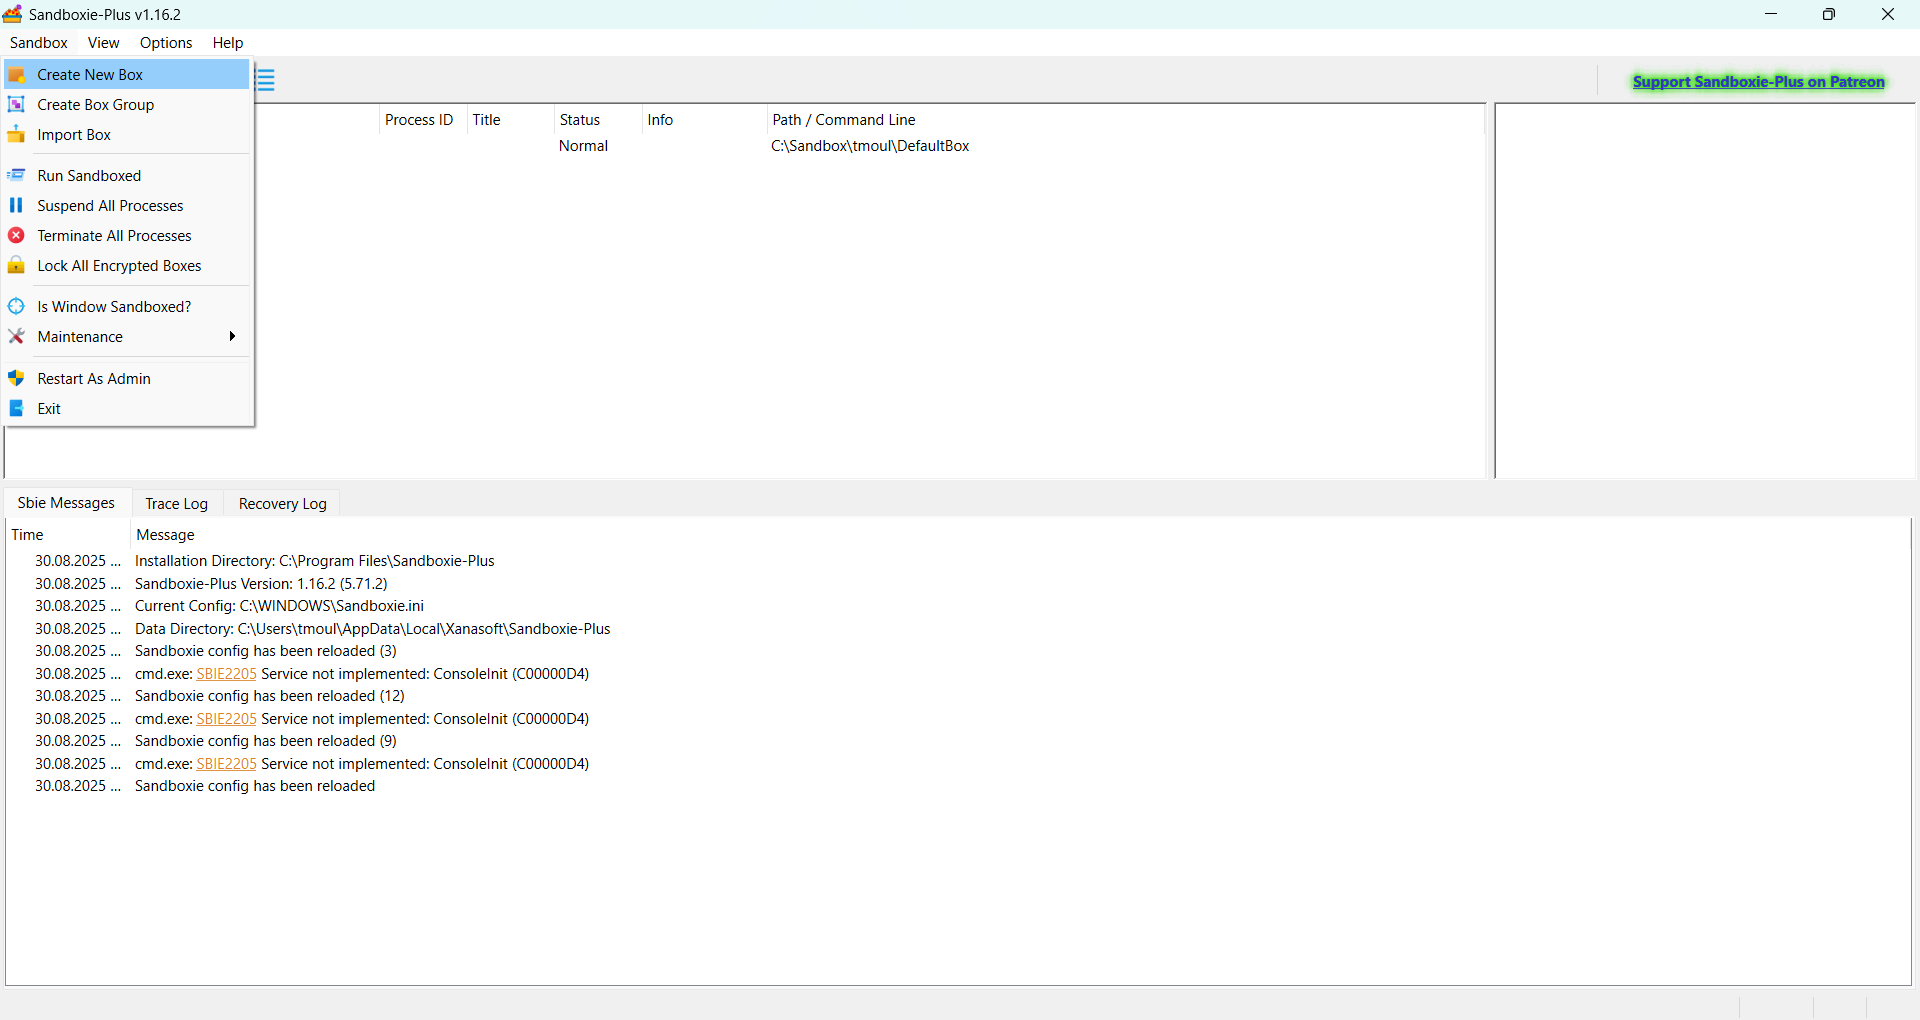 Sandboxie-Plus v1.16.2
Sandbox View Options Help
Create New Box
Create Box Group
Import Box
Run Sandboxed
Suspend All Processes
Terminate All Processes
Lock All Encrypted Boxes
Is Window Sandboxed?
Maintenance
Restart As Admin
Exit
Support Sandboxie-Plus on Patreon
Process ID Title Status Info Path / Command Line
Normal C:\Sandbox\tmoul\DefaultBox
Sbie Messages Trace Log Recovery Log
Time Message
30.08.2025 ... Installation Directory: C:\Program Files\Sandboxie-Plus
30.08.2025 ... Sandboxie-Plus Version: 1.16.2 (5.71.2)
30.08.2025 ... Current Config: C:\WINDOWS\Sandboxie.ini
30.08.2025 ... Data Directory: C:\Users\tmoul\AppData\Local\Xanasoft\Sandboxie-Plus
30.08.2025 ... Sandboxie config has been reloaded (3)
30.08.2025 ... cmd.exe: SBIE2205 Service not implemented: ConsoleInit (C00000D4)
30.08.2025 ... Sandboxie config has been reloaded (12)
30.08.2025 ... cmd.exe: SBIE2205 Service not implemented: ConsoleInit (C00000D4)
30.08.2025 ... Sandboxie config has been reloaded (9)
30.08.2025 ... cmd.exe: SBIE2205 Service not implemented: ConsoleInit (C00000D4)
30.08.2025 ... Sandboxie config has been reloaded